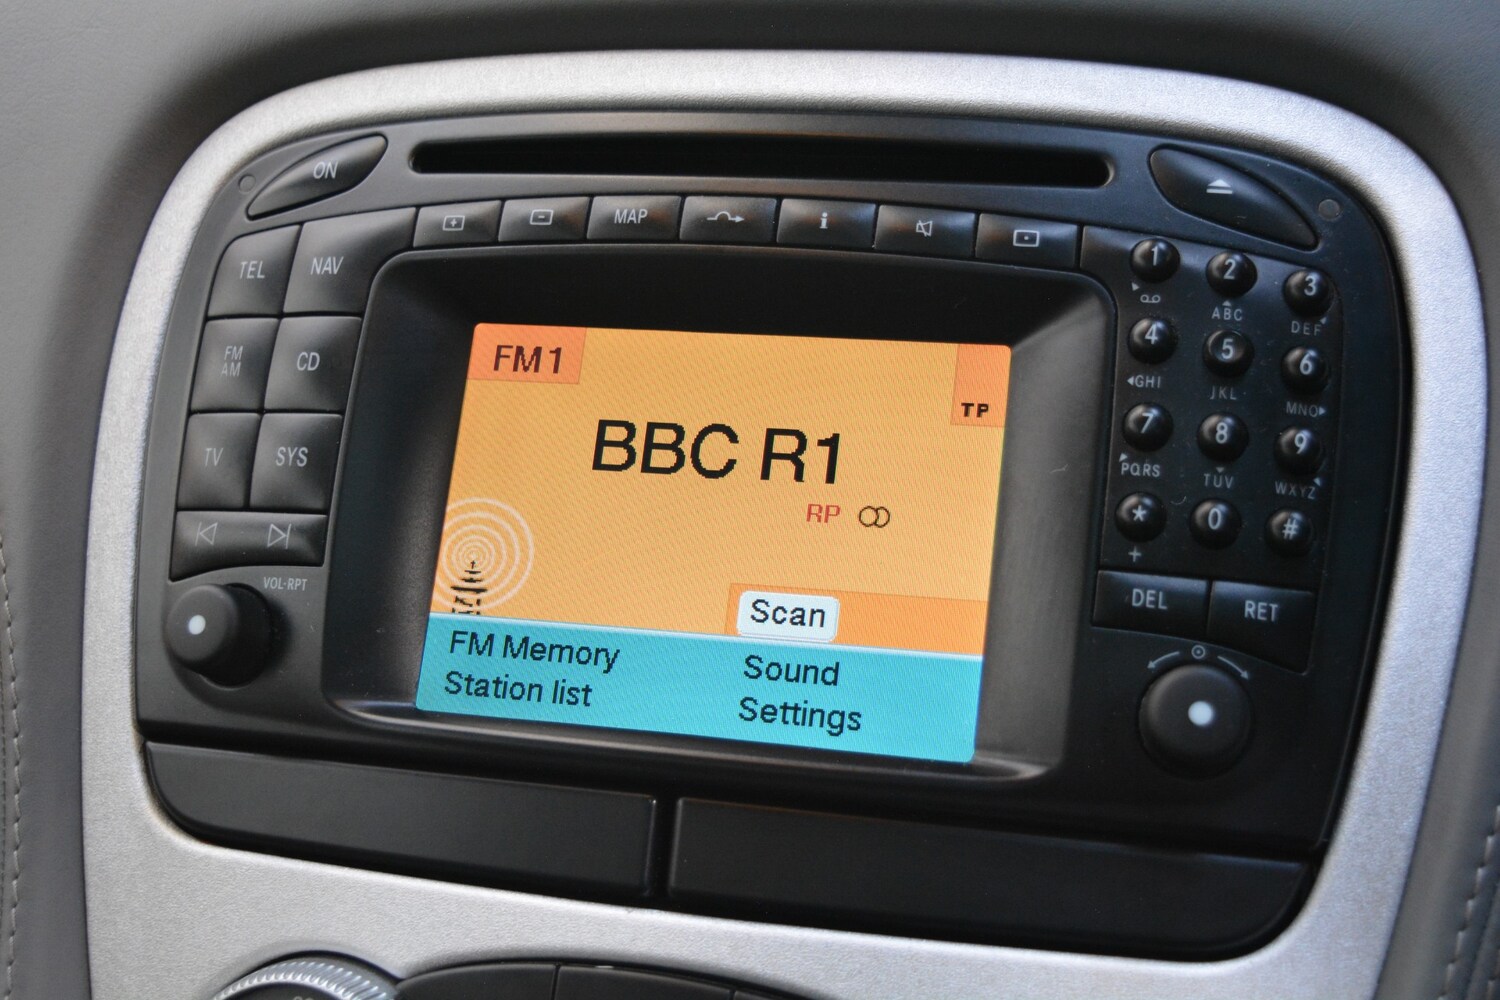 ON
MAP
i
TEL
NAV
FM
AM
CD
TV
SYS
VOL-RPT
FM1
TP
BBC R1
RP
Scan
FM Memory
Sound
Station list
Settings
1
2
3
ABC
DEF
4
5
6
GHI
JKL
MNO
7
8
9
PQRS
TUV
WXYZ
*
0
#
+
DEL
RET